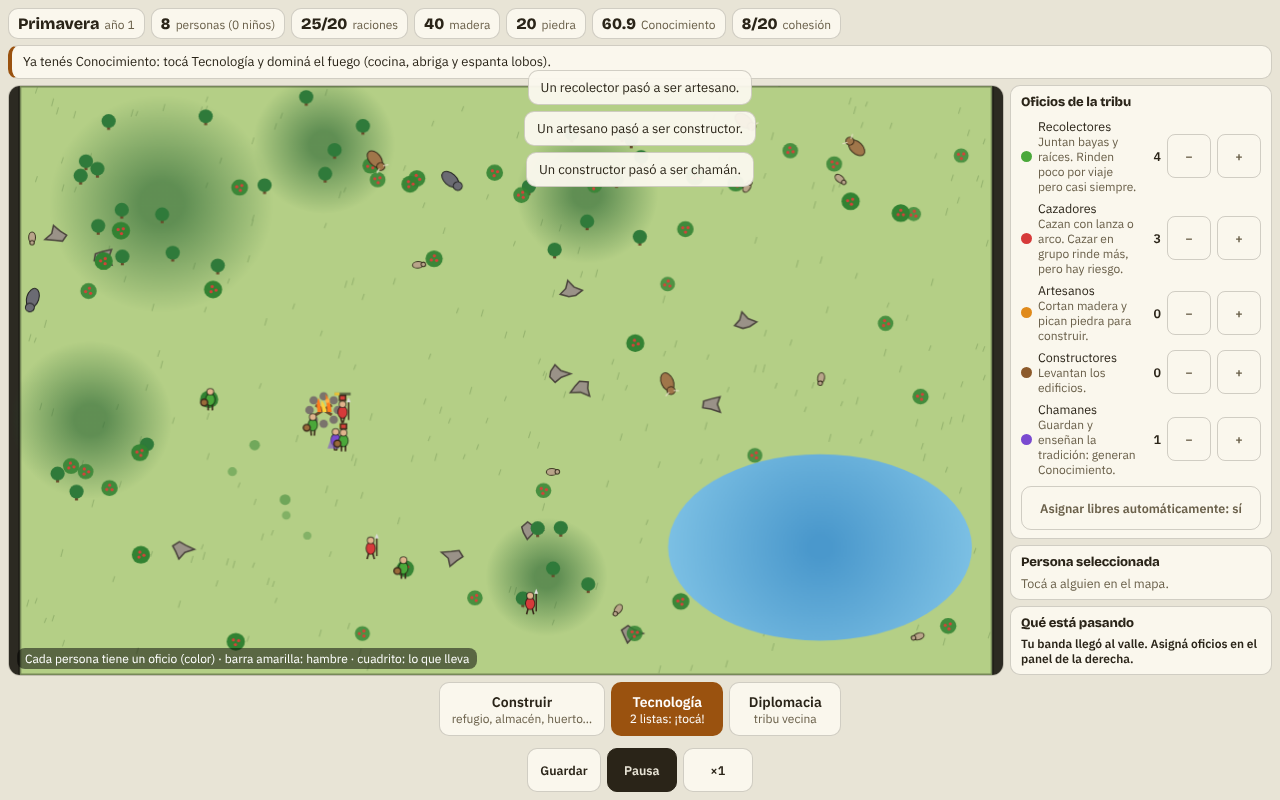 Primavera año 1
8 personas (0 niños)
25/20 raciones
40 madera
20 piedra
60.9 Conocimiento
8/20 cohesión
Ya tenés Conocimiento: tocá Tecnología y dominá el fuego (cocina, abriga y espanta lobos).
Un recolector pasó a ser artesano.
Un artesano pasó a ser constructor.
Un constructor pasó a ser chamán.
Cada persona tiene un oficio (color) · barra amarilla: hambre · cuadrito: lo que lleva
Oficios de la tribu
Recolectores
Juntan bayas y
raíces. Rinden
poco por viaje
pero casi siempre.
4 − +
Cazadores
Cazan con lanza o
arco. Cazar en
grupo rinde más,
pero hay riesgo.
3 − +
Artesanos
Cortan madera y
pican piedra para
construir.
0 − +
Constructores
Levantan los
edificios.
0 − +
Chamanes
Guardan y
enseñan la
tradición: generan
Conocimiento.
1 − +
Asignar libres automáticamente: sí
Persona seleccionada
Tocá a alguien en el mapa.
Qué está pasando
Tu banda llegó al valle. Asigná oficios en el
panel de la derecha.
Construir
refugio, almacén, huerto...
Tecnología
2 listas: ¡tocá!
Diplomacia
tribu vecina
Guardar
Pausa
×1